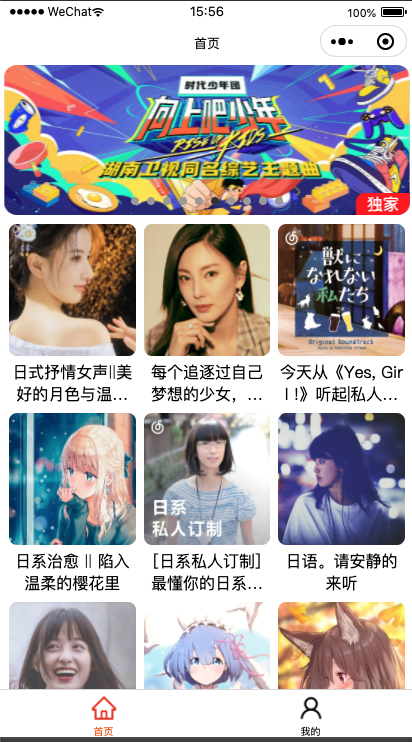 WeChat
15:56
100%
首页
时代少年团
向上吧少年
RISE UP KIDS
湖南卫视同名综艺主题曲
独家
獣に
なれない
私たち
Original Soundtrack
日式抒情女声||美
好的月色与温...
每个追逐过自己
梦想的少女，...
今天从《Yes, Gir
l !》听起|私人...
日系
私人订制
日系治愈 || 陷入
温柔的樱花里
[日系私人订制]
最懂你的日系...
日语。请安静的
来听
首页
我的